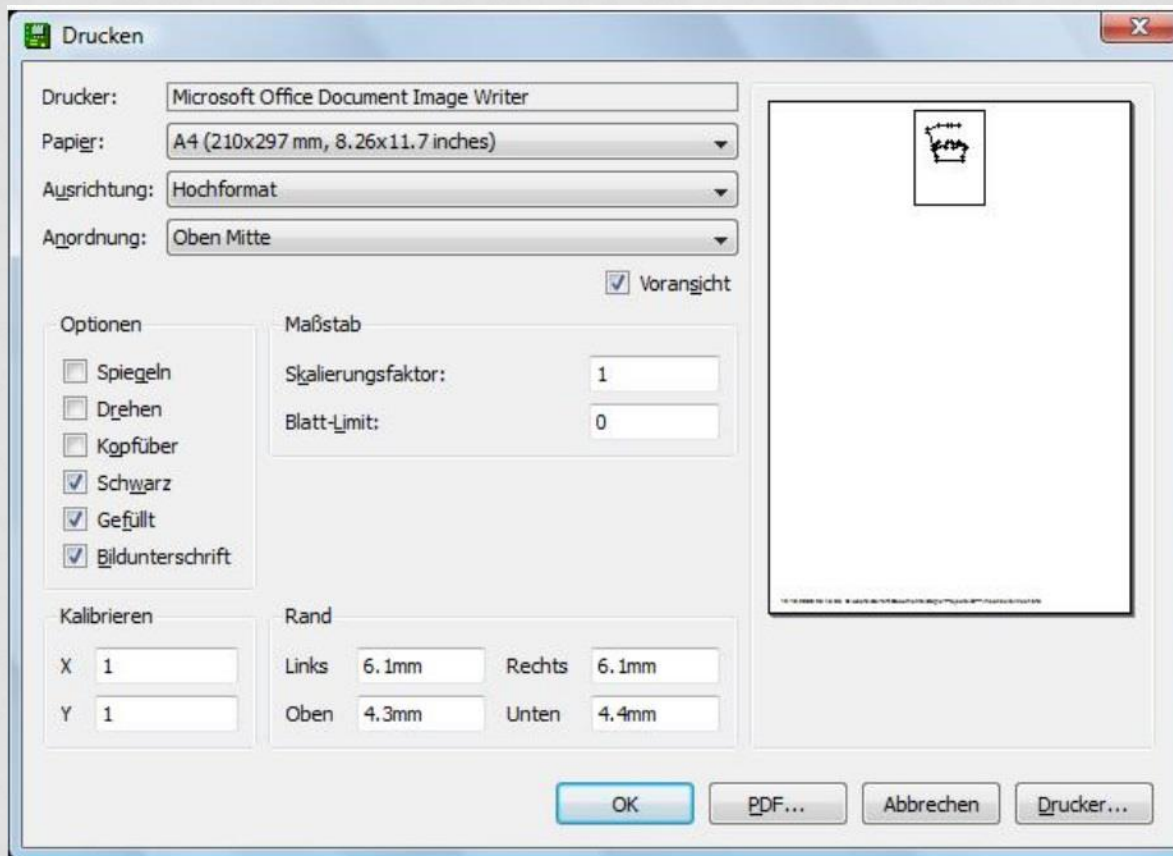 Drucken
Drucker: Microsoft Office Document Image Writer
Papier: A4 (210x297 mm, 8.26x11.7 inches)
Ausrichtung: Hochformat
Anordnung: Oben Mitte
Voransicht
Optionen
Spiegeln
Drehen
Kopfüber
Schwarz
Gefüllt
Bildunterschrift
Maßstab
Skalierungsfaktor: 1
Blatt-Limit: 0
Kalibrieren
X 1
Y 1
Rand
Links 6.1mm Rechts 6.1mm
Oben 4.3mm Unten 4.4mm
OK PDF... Abbrechen Drucker...